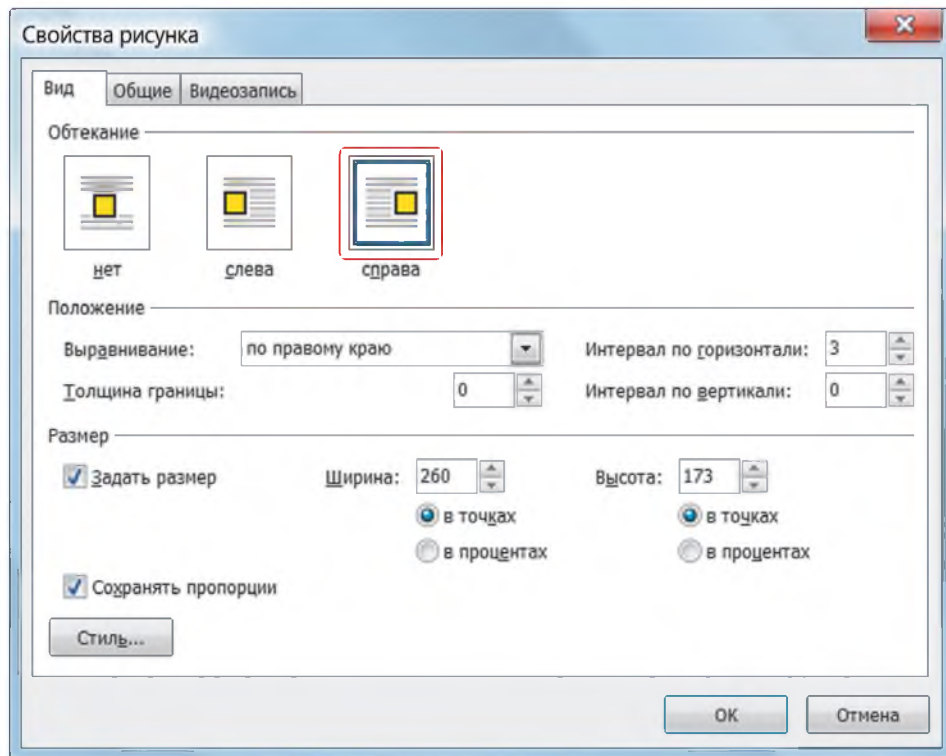 Свойства рисунка
Вид Общие Видеозапись
Обтекание
нет слева справа
Положение
Выравнивание: по правому краю Интервал по горизонтали: 3
Толщина границы: 0 Интервал по вертикали: 0
Размер
Задать размер Ширина: 260 Высота: 173
в точках в точках
в процентах в процентах
Сохранять пропорции
Стиль...
ОК Отмена